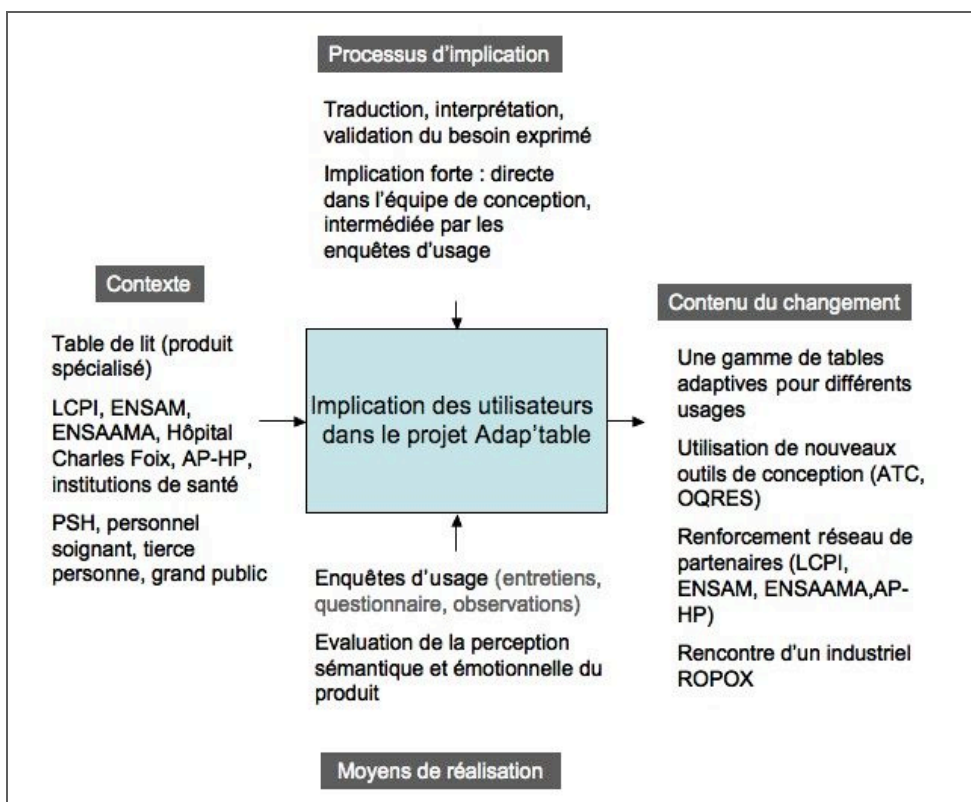 Processus d'implication
Traduction, interprétation,
validation du besoin exprimé
Implication forte : directe
dans l'équipe de conception,
intermédiée par les
enquêtes d'usage
Contexte
Table de lit (produit
spécialisé)
LCPI, ENSAM,
ENSAAMA, Hôpital
Charles Foix, AP-HP,
institutions de santé
PSH, personnel
soignant, tierce
personne, grand public
Implication des utilisateurs
dans le projet Adap'table
Contenu du changement
Une gamme de tables
adaptives pour différents
usages
Utilisation de nouveaux
outils de conception (ATC,
OQRES)
Renforcement réseau de
partenaires (LCPI,
ENSAM, ENSAAMA,AP-
HP)
Rencontre d'un industriel
ROPOX
Enquêtes d'usage (entretiens,
questionnaire, observations)
Evaluation de la perception
sémantique et émotionnelle du
produit
Moyens de réalisation